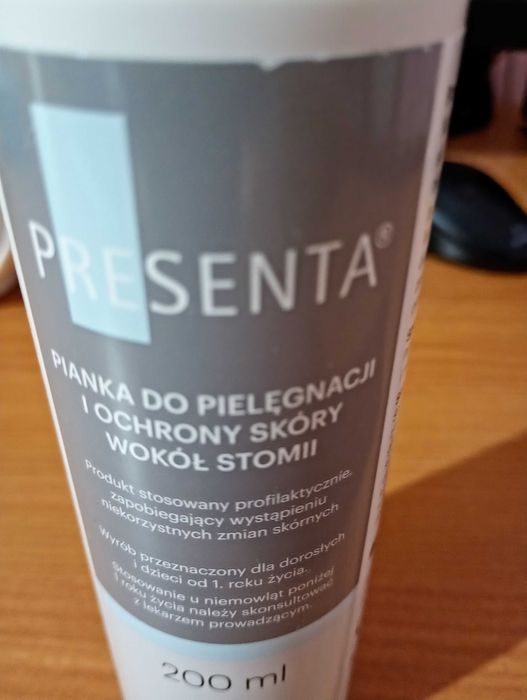 PRESENTA®
PIANKA DO PIELĘGNACJI
I OCHRONY SKÓRY
WOKÓŁ STOMII
Produkt stosowany profilaktycznie,
zapobiegający wystąpieniu
niekorzystnych zmian skórnych
Wyrób przeznaczony dla dorosłych
i dzieci od 1. roku życia.
Stosowanie u niemowląt poniżej
1 roku życia należy skonsultować
z lekarzem prowadzącym.
200 ml